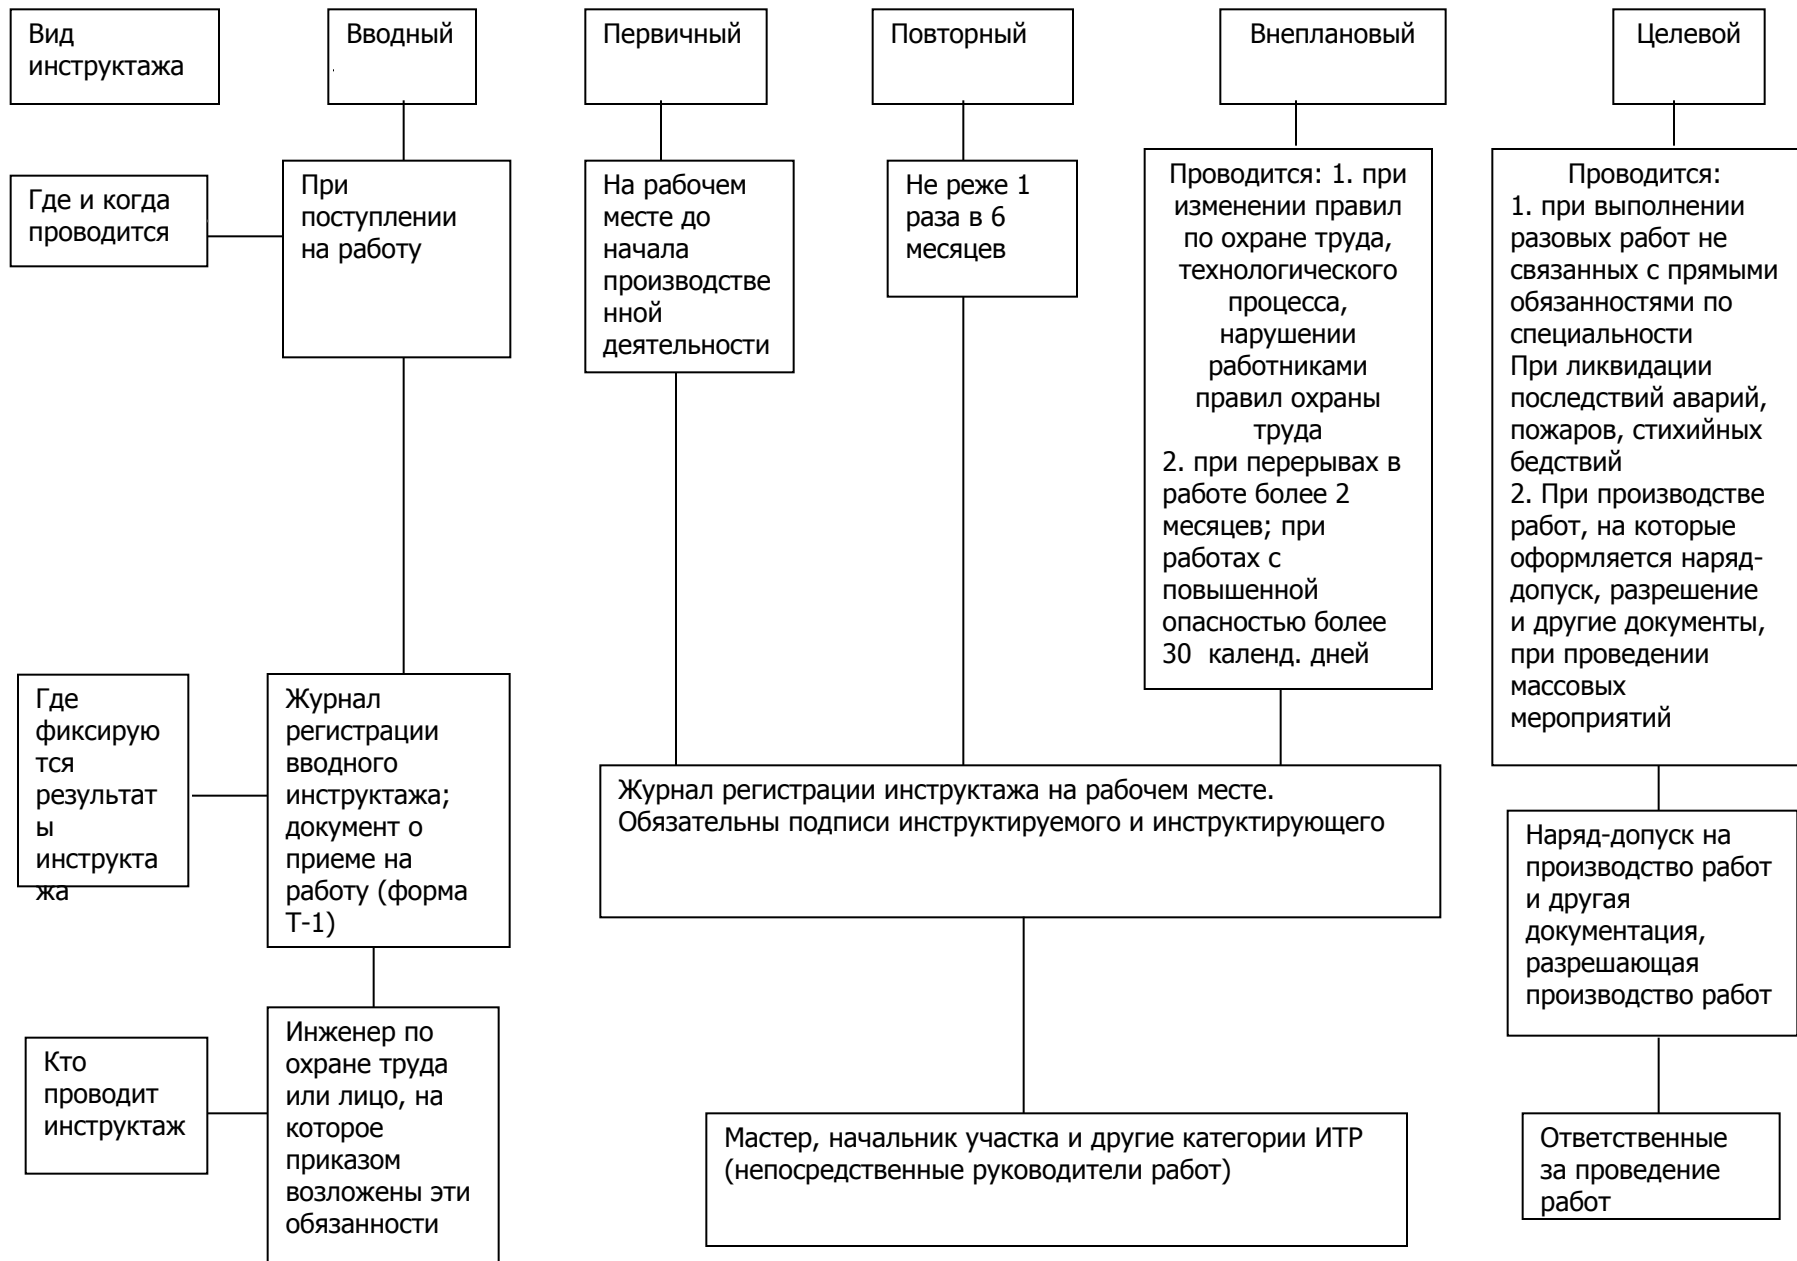 Вид
инструктажа
Вводный
Первичный
Повторный
Внеплановый
Целевой
Где и когда
проводится
При
поступлении
на работу
На рабочем
месте до
начала
производстве
нной
деятельности
Не реже 1
раза в 6
месяцев
Проводится: 1. при
изменении правил
по охране труда,
технологического
процесса,
нарушении
работниками
правил охраны
труда
2. при перерывах в
работе более 2
месяцев; при
работах с
повышенной
опасностью более
30 календ. дней
Проводится:
1. при выполнении
разовых работ не
связанных с прямыми
обязанностями по
специальности
При ликвидации
последствий аварий,
пожаров, стихийных
бедствий
2. При производстве
работ, на которые
оформляется наряд-
допуск, разрешение
и другие документы,
при проведении
массовых
мероприятий
Где
фиксирую
тся
результат
ы
инструкта
жа
Журнал
регистрации
вводного
инструктажа;
документ о
приеме на
работу (форма
Т-1)
Журнал регистрации инструктажа на рабочем месте.
Обязательны подписи инструктируемого и инструктирующего
Наряд-допуск на
производство работ
и другая
документация,
разрешающая
производство работ
Кто
проводит
инструктаж
Инженер по
охране труда
или лицо, на
которое
приказом
возложены эти
обязанности
Мастер, начальник участка и другие категории ИТР
(непосредственные руководители работ)
Ответственные
за проведение
работ